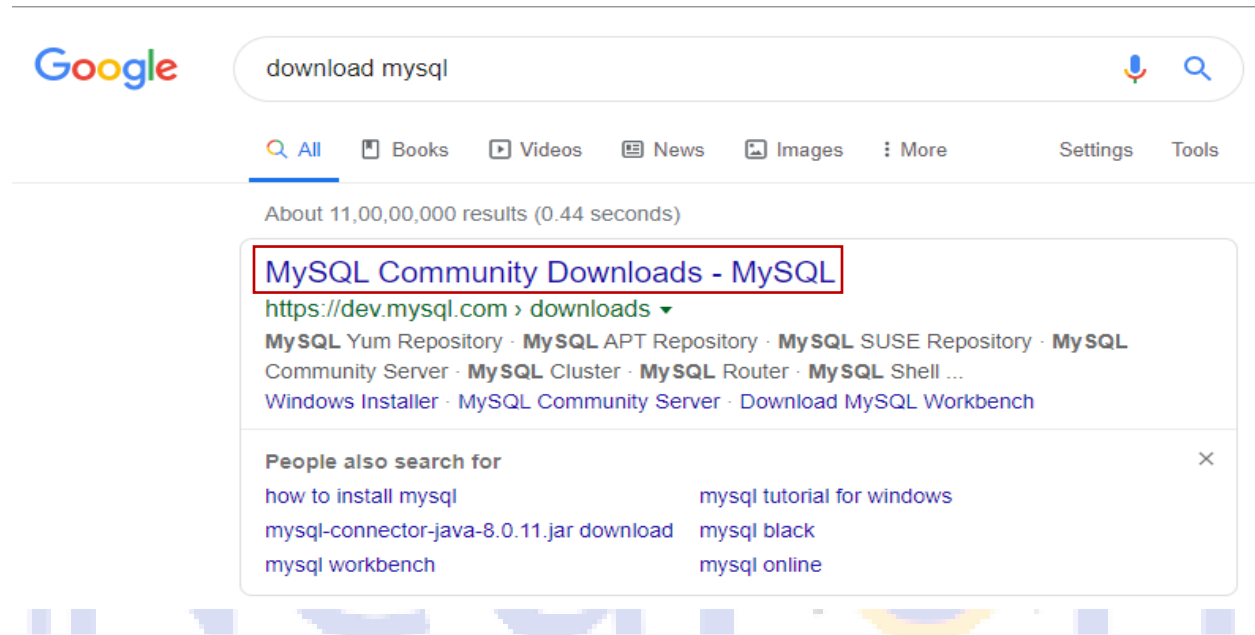 Google
download mysql
All Books Videos News Images More Settings Tools
About 11,00,00,000 results (0.44 seconds)
MySQL Community Downloads - MySQL
https://dev.mysql.com › downloads
MySQL Yum Repository · MySQL APT Repository · MySQL SUSE Repository · MySQL
Community Server · MySQL Cluster · MySQL Router · MySQL Shell ...
Windows Installer · MySQL Community Server · Download MySQL Workbench
People also search for
how to install mysql
mysql tutorial for windows
mysql-connector-java-8.0.11.jar download
mysql black
mysql workbench
mysql online